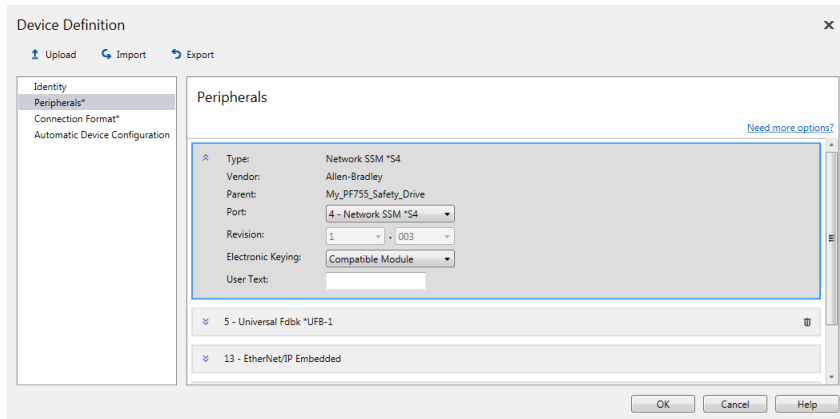 Device Definition
x
Upload Import Export
Identity
Peripherals*
Connection Format*
Automatic Device Configuration
Peripherals
Need more options?
Type: Network SSM *S4
Vendor: Allen-Bradley
Parent: My_PF755_Safety_Drive
Port: 4 - Network SSM *S4
Revision: 1 . 003
Electronic Keying: Compatible Module
User Text:
5 - Universal Fdbk *UFB-1
13 - EtherNet/IP Embedded
OK Cancel Help